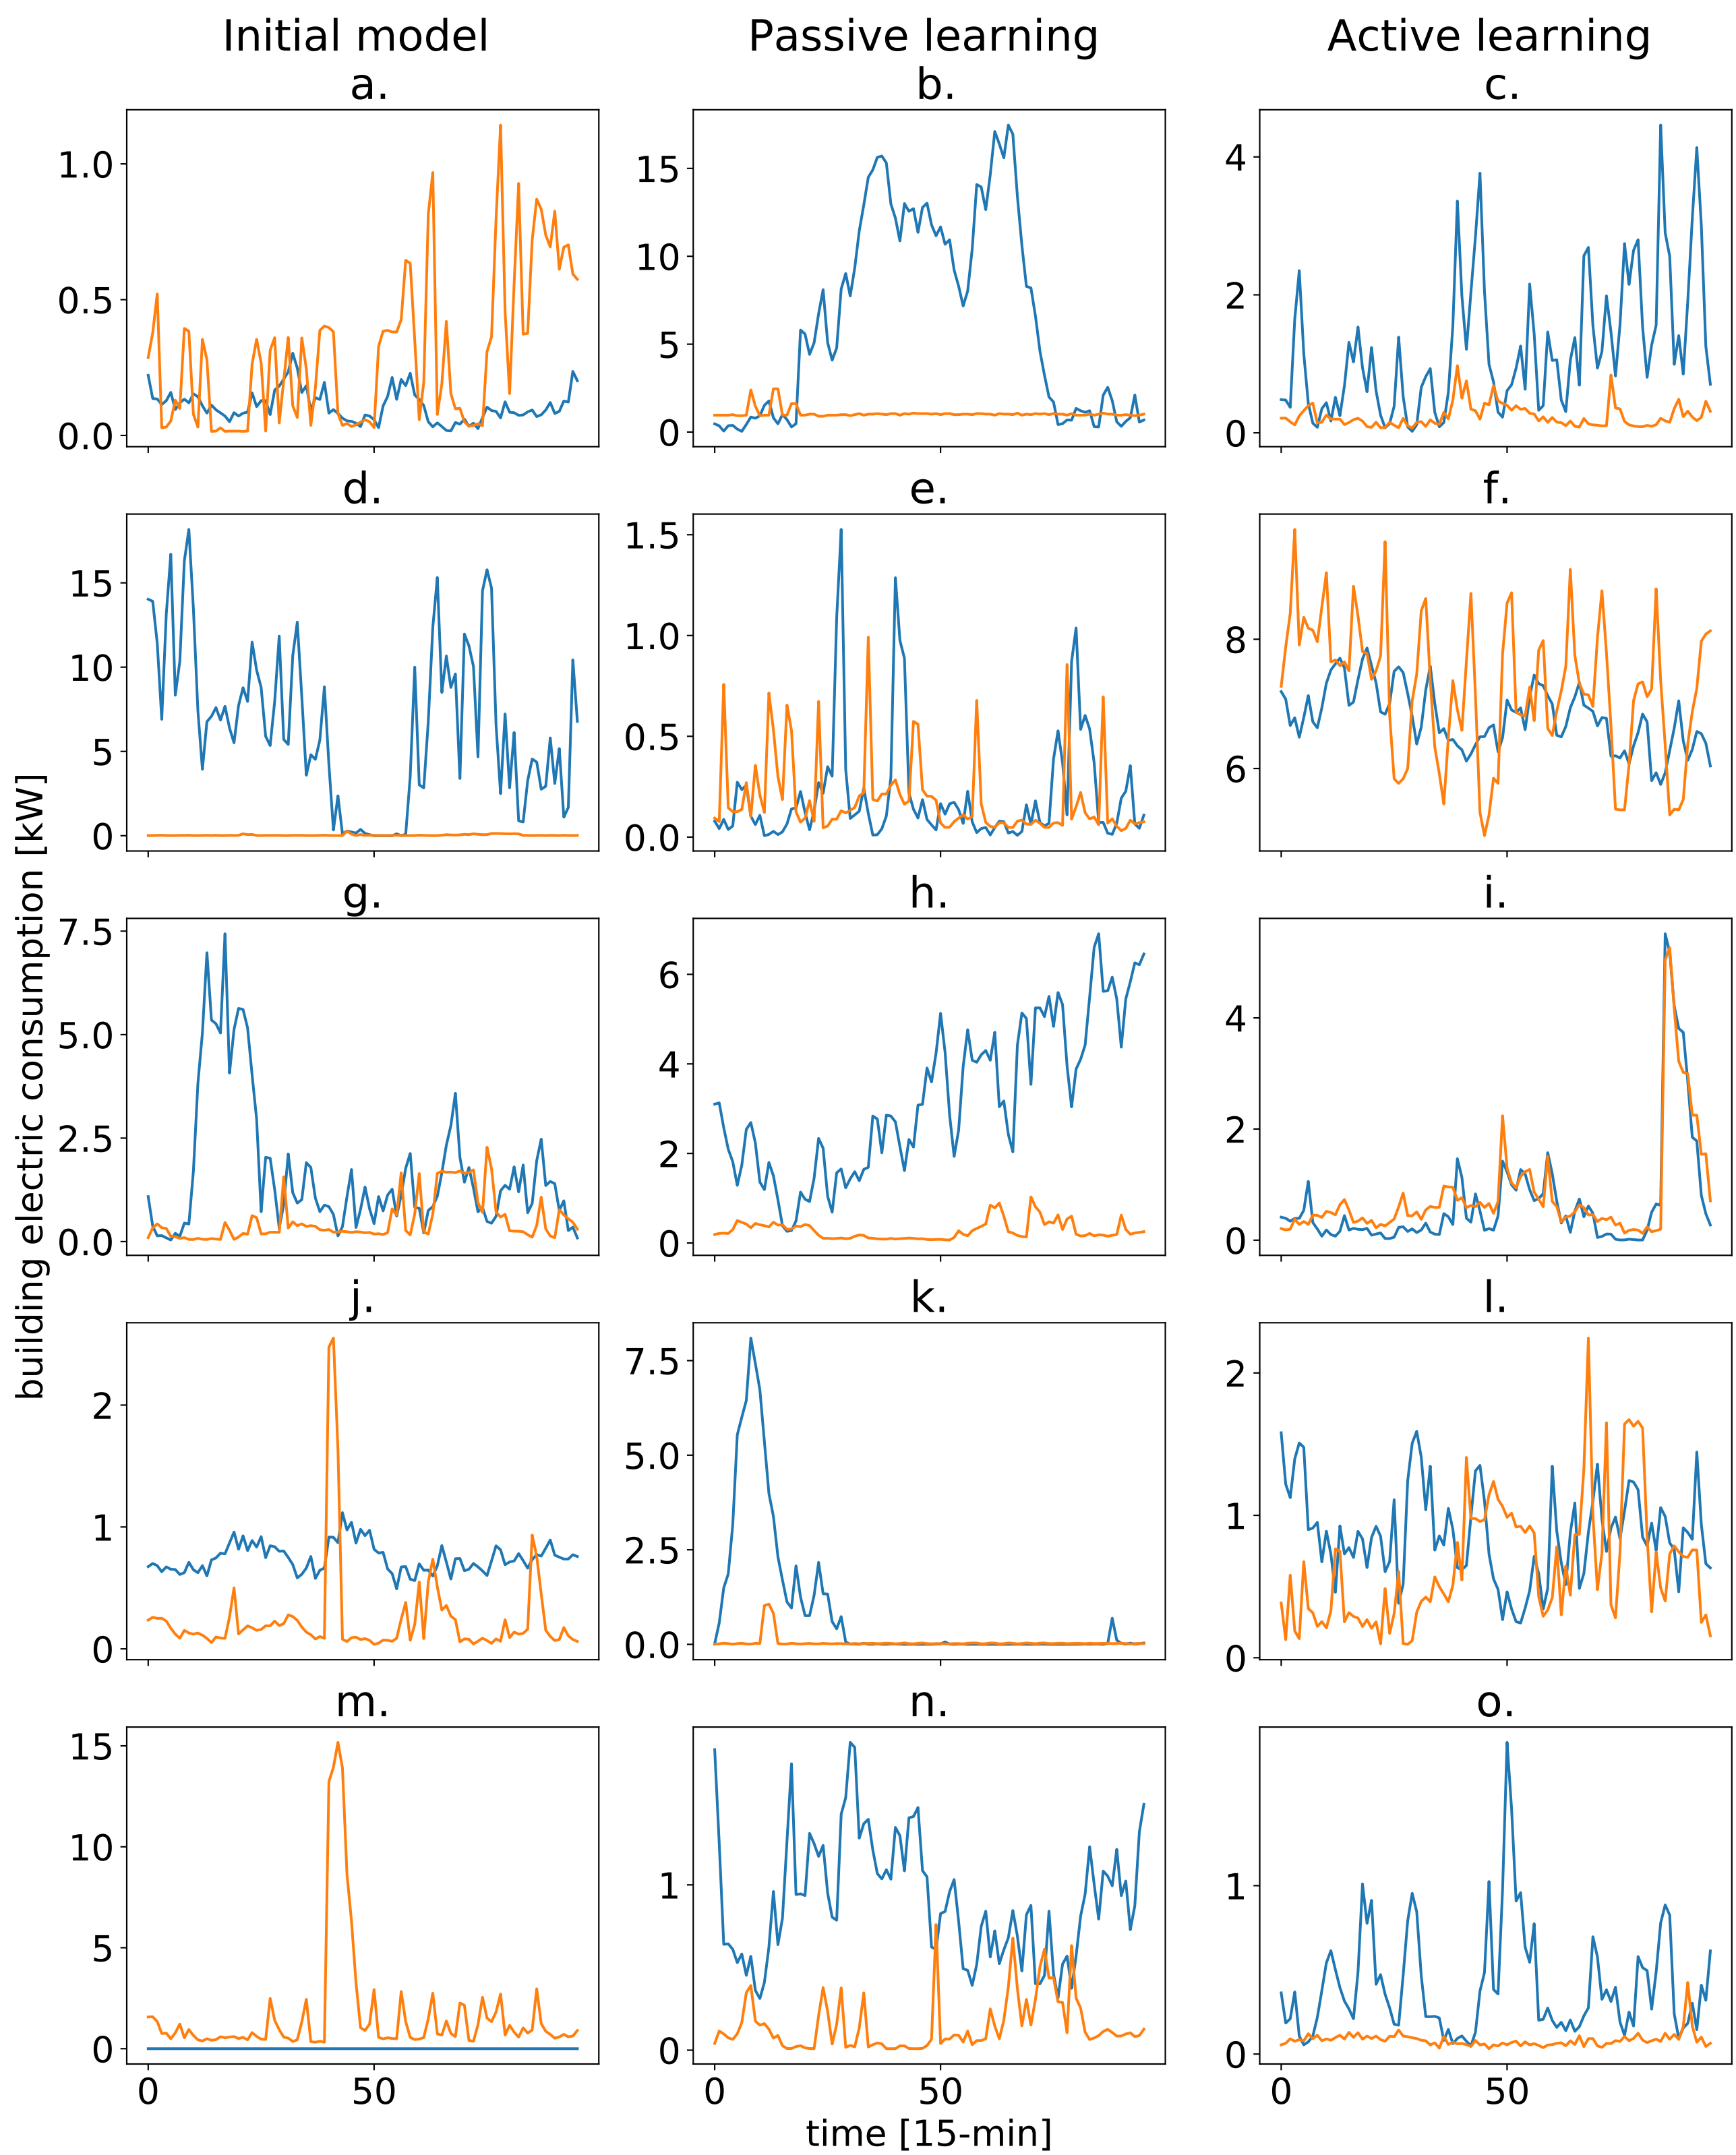 Initial model
Passive learning
Active learning
a.
b.
c.
1.0
0.5
0.0
15
10
5
0
4
2
0
d.
e.
f.
15
10
5
0
1.5
1.0
0.5
0.0
8
6
g.
h.
i.
7.5
5.0
2.5
0.0
6
4
2
0
4
2
0
building electric consumption [kW]
j.
k.
l.
2
1
0
7.5
5.0
2.5
0.0
2
1
0
m.
n.
o.
15
10
5
0
1
0
1
0
0
50
0
50
0
50
time [15-min]